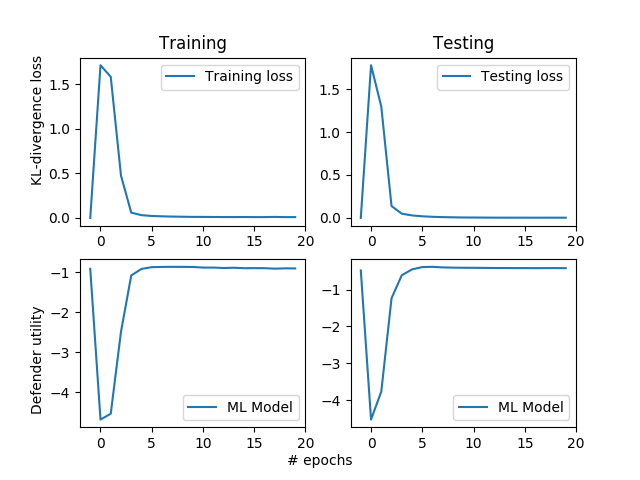 Training
Testing
KL-divergence loss
1.5
1.0
0.5
0.0
Training loss
0 5 10 15 20
1.5
1.0
0.5
0.0
Testing loss
0 5 10 15 20
Defender utility
−1
−2
−3
−4
ML Model
0 5 10 15 20
−1
−2
−3
−4
ML Model
0 5 10 15 20
# epochs